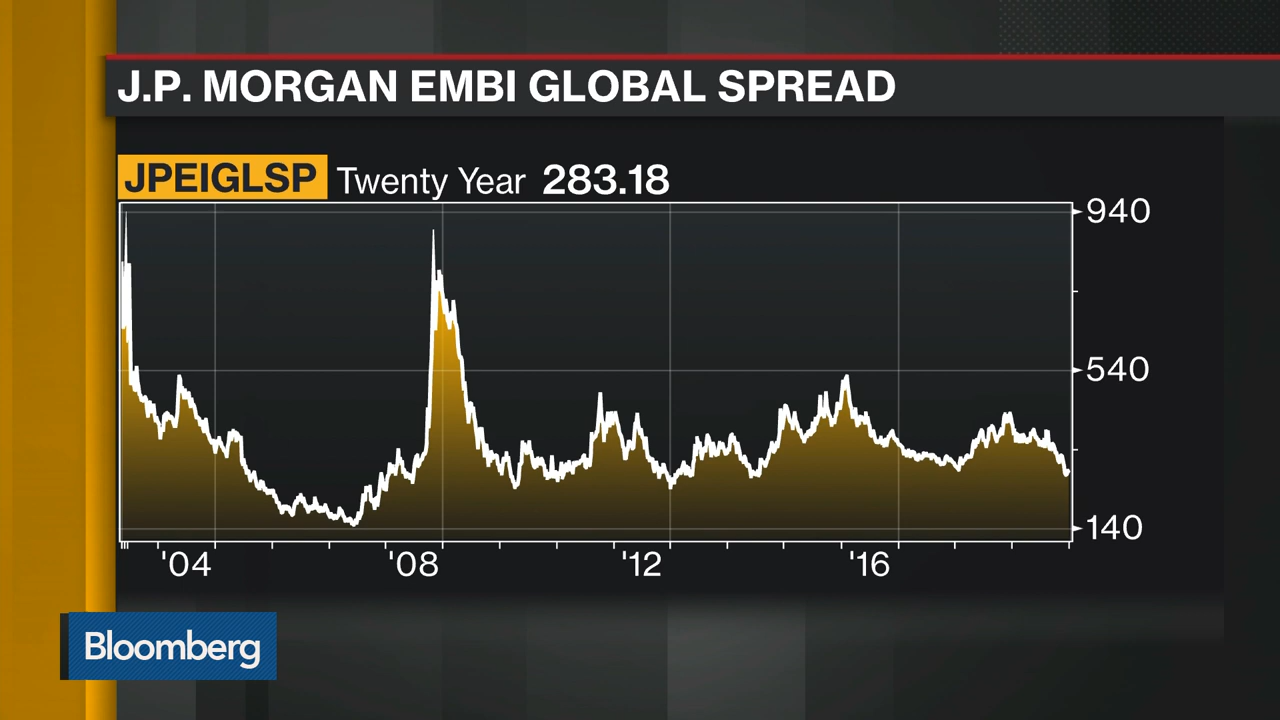 J.P. MORGAN EMBI GLOBAL SPREAD
JPEIGLSP Twenty Year 283.18
940
540
140
'04 '08 '12 '16
Bloomberg